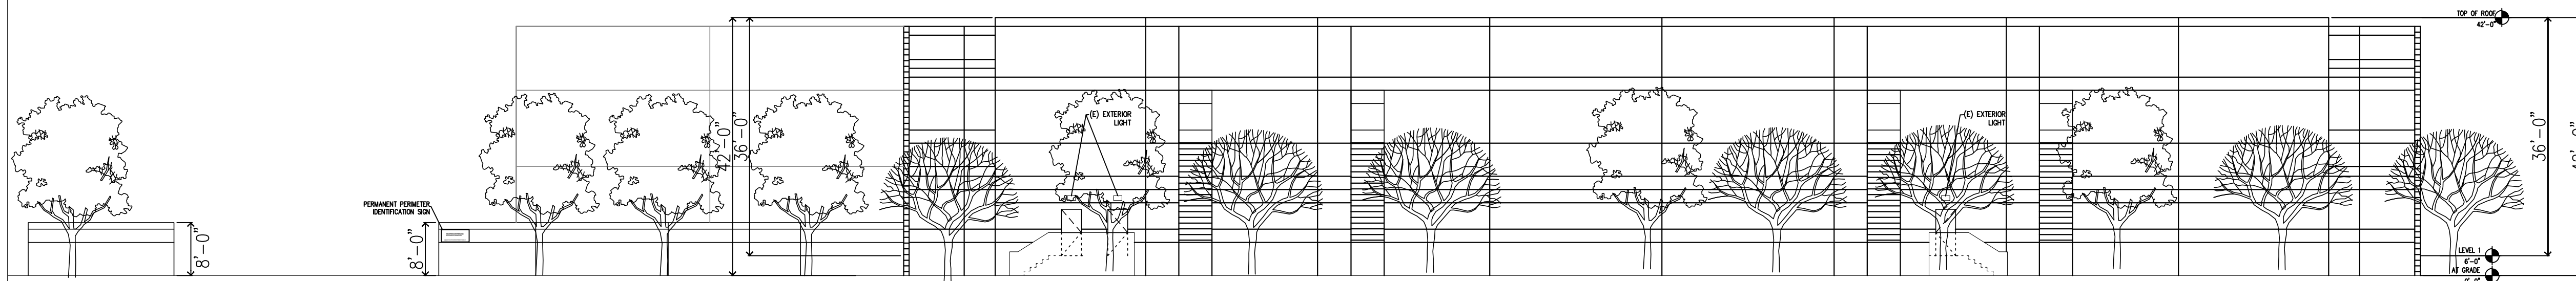 TOP OF ROOF
42'-0"
(E) EXTERIOR
LIGHT
(E) EXTERIOR
LIGHT
42'-0"
36'-0"
36'-0"
PERMANENT PERIMETER
IDENTIFICATION SIGN
8'-0"
8'-0"
LEVEL 1
6'-0"
AT GRADE